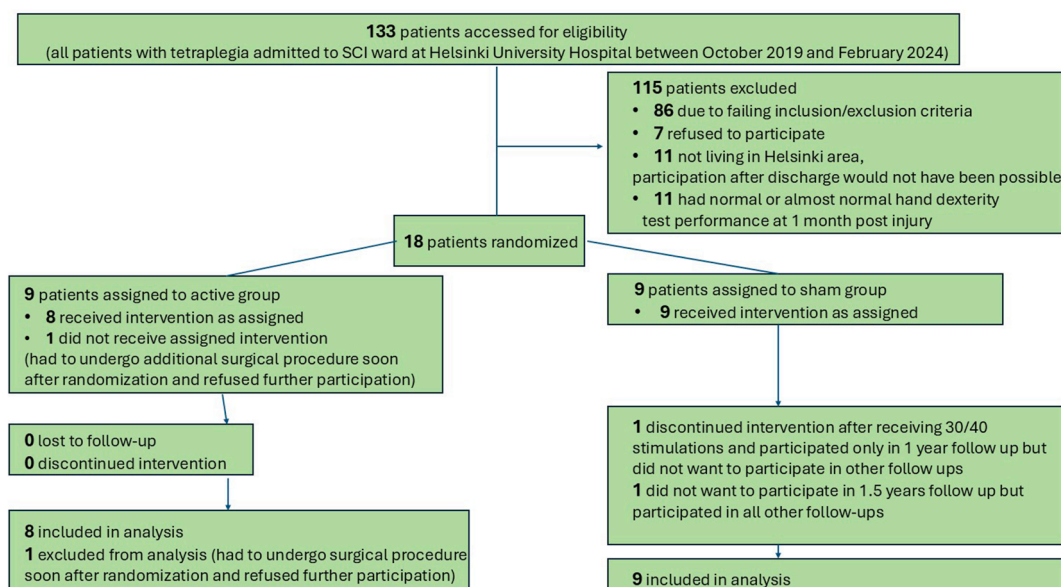 133 patients accessed for eligibility
(all patients with tetraplegia admitted to SCI ward at Helsinki University Hospital between October 2019 and February 2024)
115 patients excluded
• 86 due to failing inclusion/exclusion criteria
• 7 refused to participate
• 11 not living in Helsinki area,
participation after discharge would not have been possible
• 11 had normal or almost normal hand dexterity
test performance at 1 month post injury
18 patients randomized
9 patients assigned to active group
• 8 received intervention as assigned
• 1 did not receive assigned intervention
(had to undergo additional surgical procedure soon
after randomization and refused further participation)
9 patients assigned to sham group
• 9 received intervention as assigned
0 lost to follow-up
0 discontinued intervention
1 discontinued intervention after receiving 30/40
stimulations and participated only in 1 year follow up but
did not want to participate in other follow ups
1 did not want to participate in 1.5 years follow up but
participated in all other follow-ups
8 included in analysis
1 excluded from analysis (had to undergo surgical procedure
soon after randomization and refused further participation)
9 included in analysis